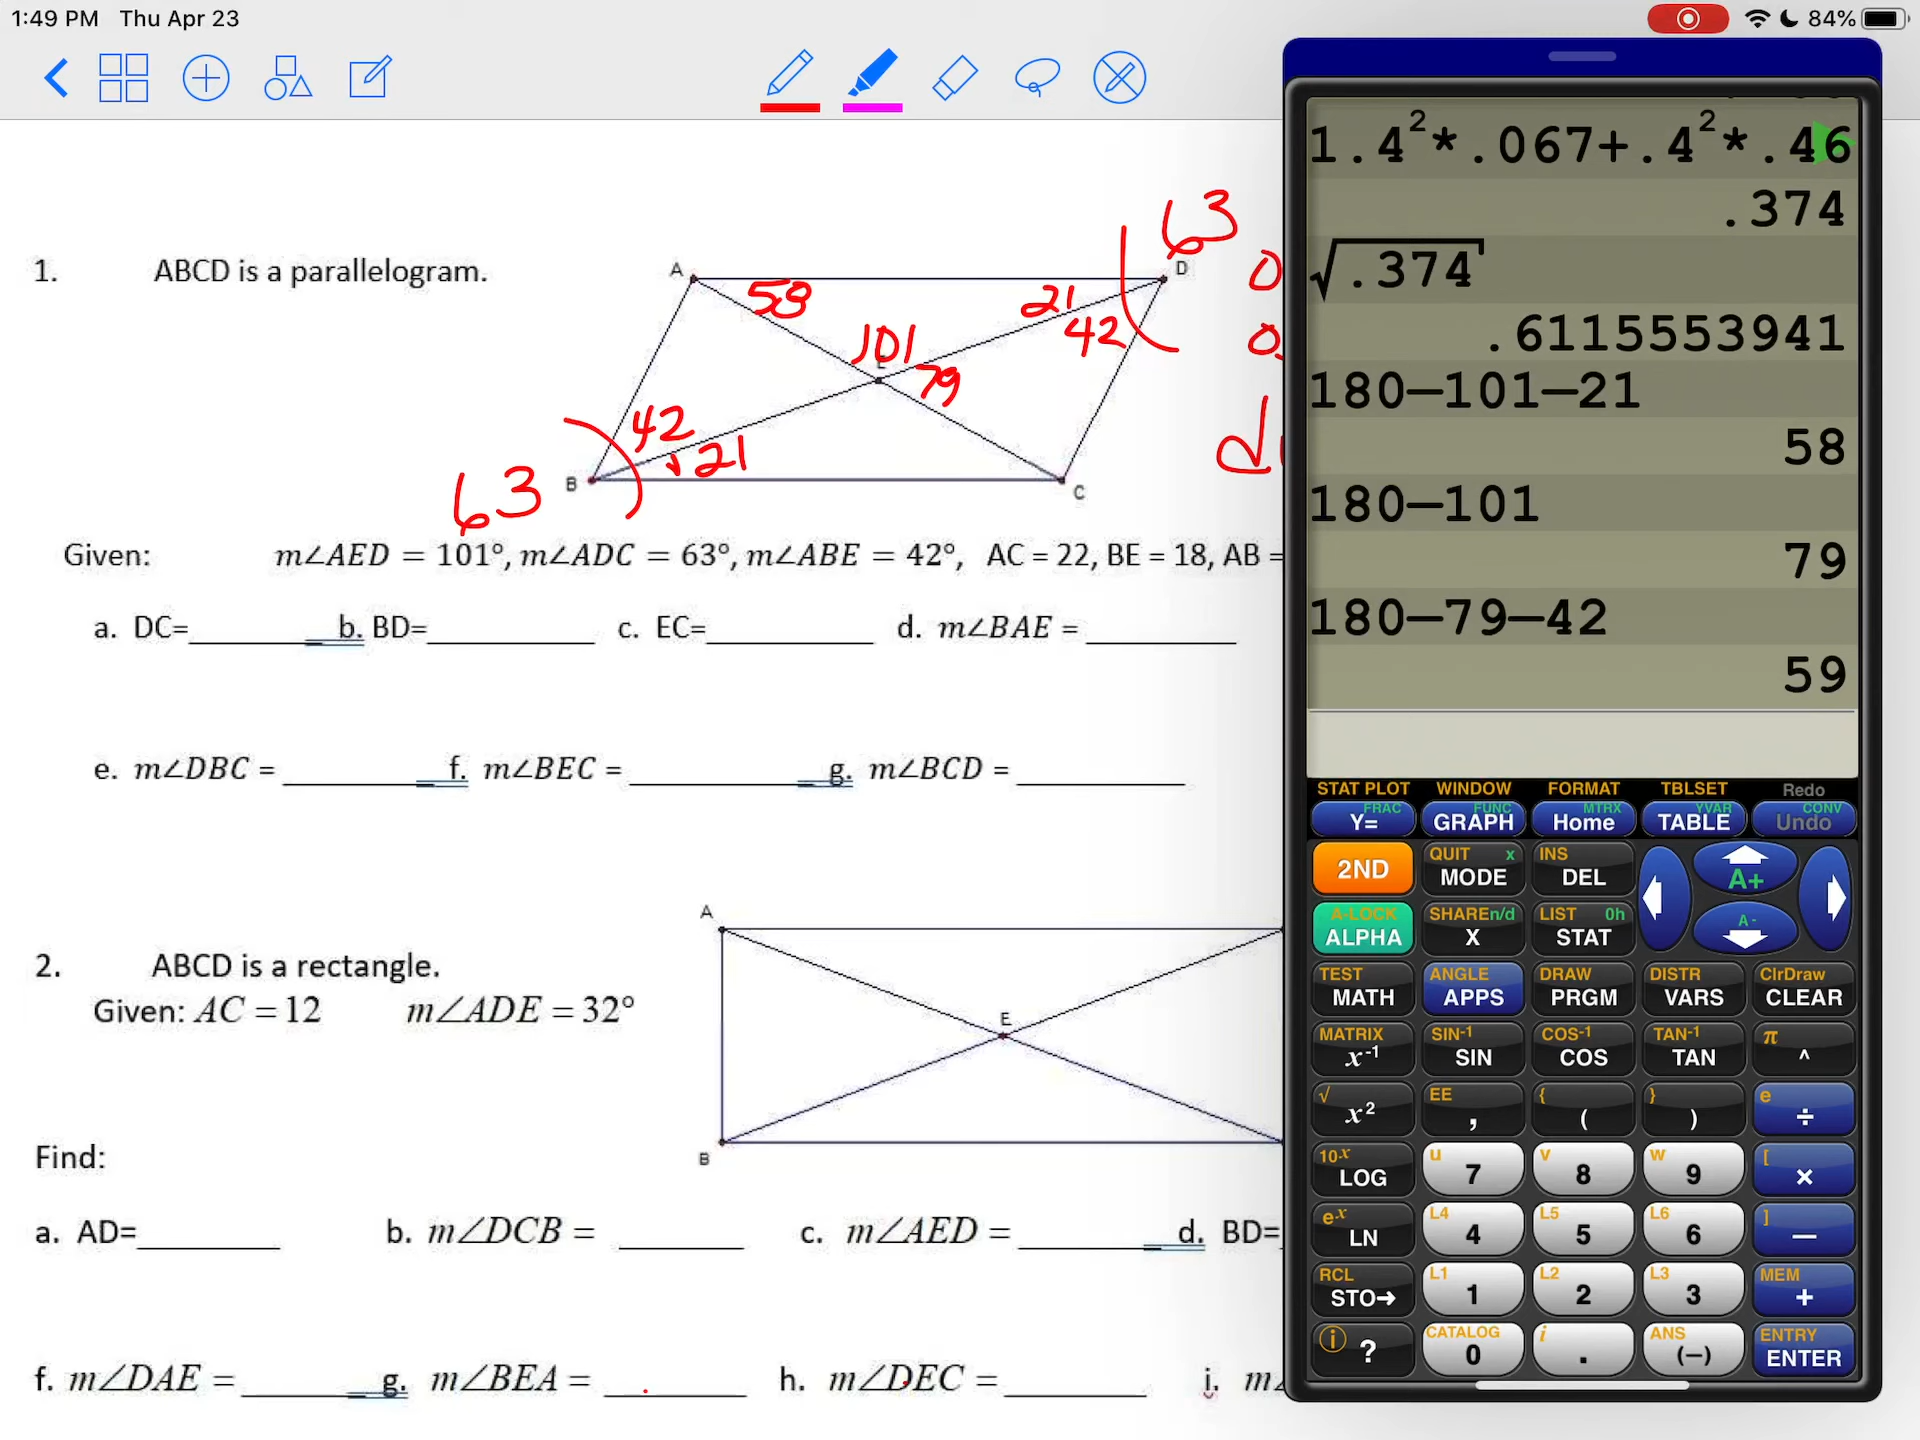 1:49 PM Thu Apr 23
84%
1. ABCD is a parallelogram.
A
D
B
C
58
101
79
21
42
63
42
21
63
Given: m∠AED = 101°, m∠ADC = 63°, m∠ABE = 42°, AC = 22, BE = 18, AB =
a. DC=
b. BD=
c. EC=
d. m∠BAE =
e. m∠DBC =
f. m∠BEC =
g. m∠BCD =
2. ABCD is a rectangle.
Given: AC = 12 m∠ADE = 32°
A
E
B
Find:
a. AD=
b. m∠DCB =
c. m∠AED =
d. BD=
f. m∠DAE =
g. m∠BEA =
h. m∠DEC =
i. m∠
1.4²*.067+.4²*.46
.374
√.374
.6115553941
180−101−21
58
180−101
79
180−79−42
59
STAT PLOT WINDOW FORMAT TBLSET Redo
FRAC FUNC MTRX YVAR CONV
Y= GRAPH Home TABLE Undo
QUIT x INS
2ND MODE DEL A+
A-LOCK SHARE n/d LIST 0h A-
ALPHA X STAT
TEST ANGLE DRAW DISTR ClrDraw
MATH APPS PRGM VARS CLEAR
MATRIX SIN-1 COS-1 TAN-1 π
x-1 SIN COS TAN ^
√ EE { } e
x² , ( ) ÷
10x u v w [
LOG 7 8 9 ×
ex L4 L5 L6 ]
LN 4 5 6 −
RCL L1 L2 L3 MEM
STO→ 1 2 3 +
i CATALOG i ANS ENTRY
? 0 . (−) ENTER